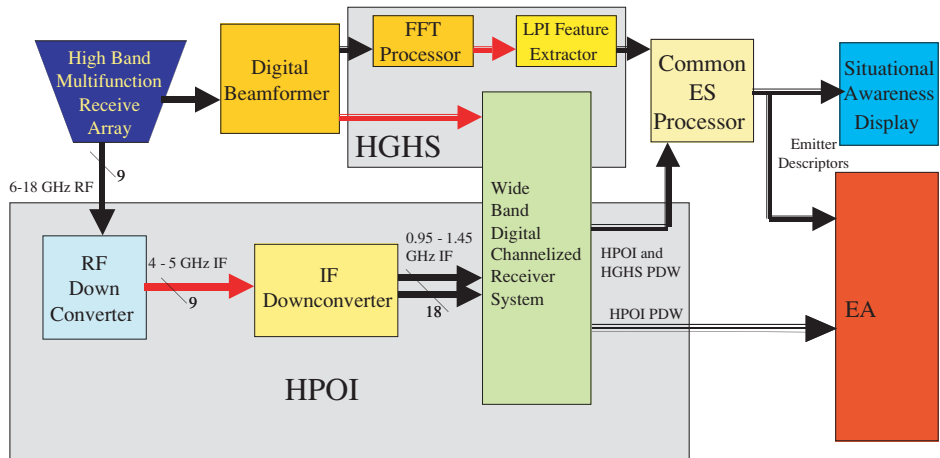 High Band
Multifunction
Receive
Array
Digital
Beamformer
FFT
Processor
LPI Feature
Extractor
HGHS
Common
ES
Processor
Situational
Awareness
Display
Emitter
Descriptors
9
6-18 GHz RF
RF
Down
Converter
4 - 5 GHz IF
9
IF
Downconverter
0.95 - 1.45
GHz IF
18
Wide
Band
Digital
Channelized
Receiver
System
HPOI and
HGHS PDW
HPOI PDW
EA
HPOI